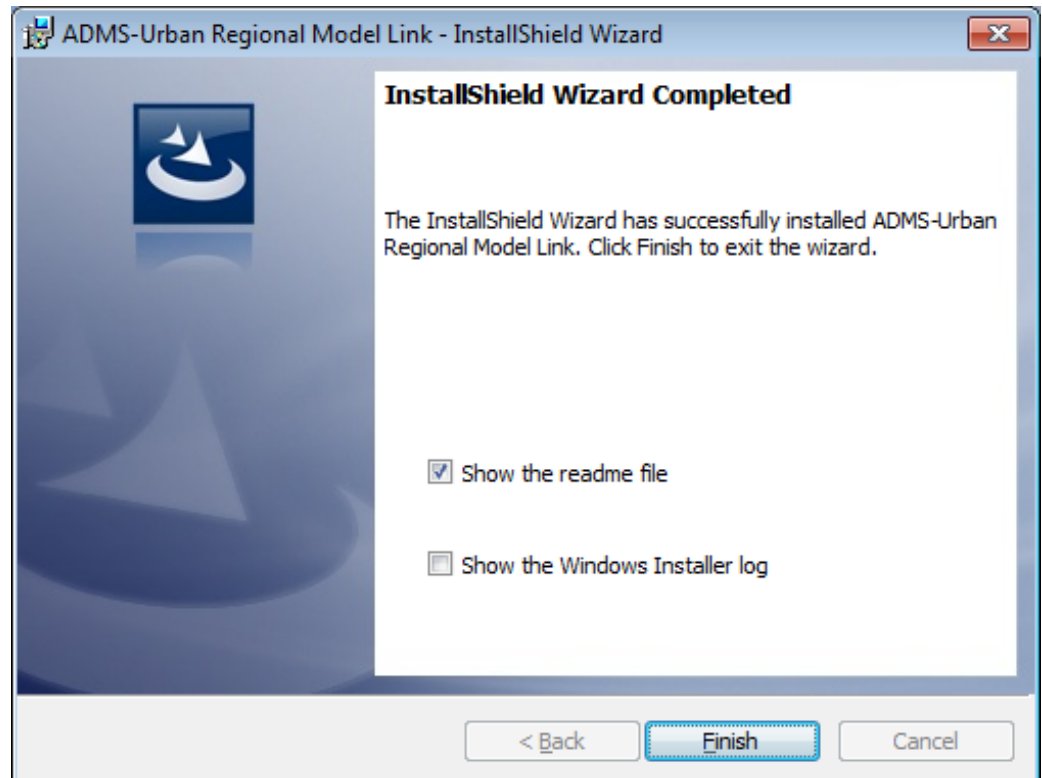 ADMS-Urban Regional Model Link - InstallShield Wizard
InstallShield Wizard Completed
The InstallShield Wizard has successfully installed ADMS-Urban
Regional Model Link. Click Finish to exit the wizard.
Show the readme file
Show the Windows Installer log
< Back
Finish
Cancel